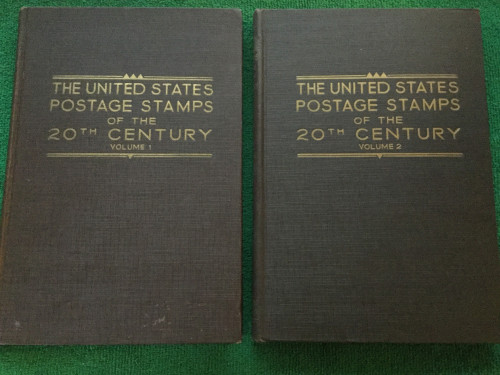 THE UNITED STATES
POSTAGE STAMPS
OF THE
20TH CENTURY
VOLUME 1
THE UNITED STATES
POSTAGE STAMPS
OF THE
20TH CENTURY
VOLUME 2